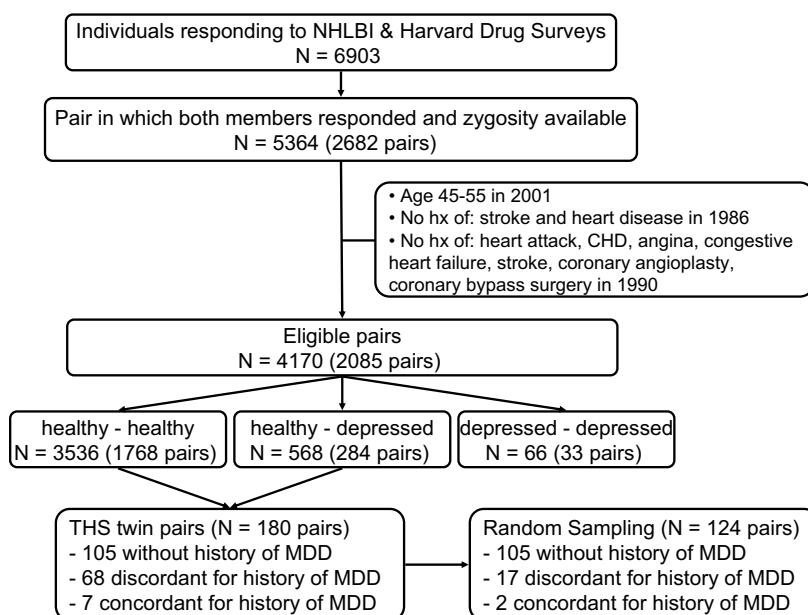 Individuals responding to NHLBI & Harvard Drug Surveys
N = 6903
Pair in which both members responded and zygosity available
N = 5364 (2682 pairs)
• Age 45-55 in 2001
• No hx of: stroke and heart disease in 1986
• No hx of: heart attack, CHD, angina, congestive
heart failure, stroke, coronary angioplasty,
coronary bypass surgery in 1990
Eligible pairs
N = 4170 (2085 pairs)
healthy - healthy
N = 3536 (1768 pairs)
healthy - depressed
N = 568 (284 pairs)
depressed - depressed
N = 66 (33 pairs)
THS twin pairs (N = 180 pairs)
- 105 without history of MDD
- 68 discordant for history of MDD
- 7 concordant for history of MDD
Random Sampling (N = 124 pairs)
- 105 without history of MDD
- 17 discordant for history of MDD
- 2 concordant for history of MDD